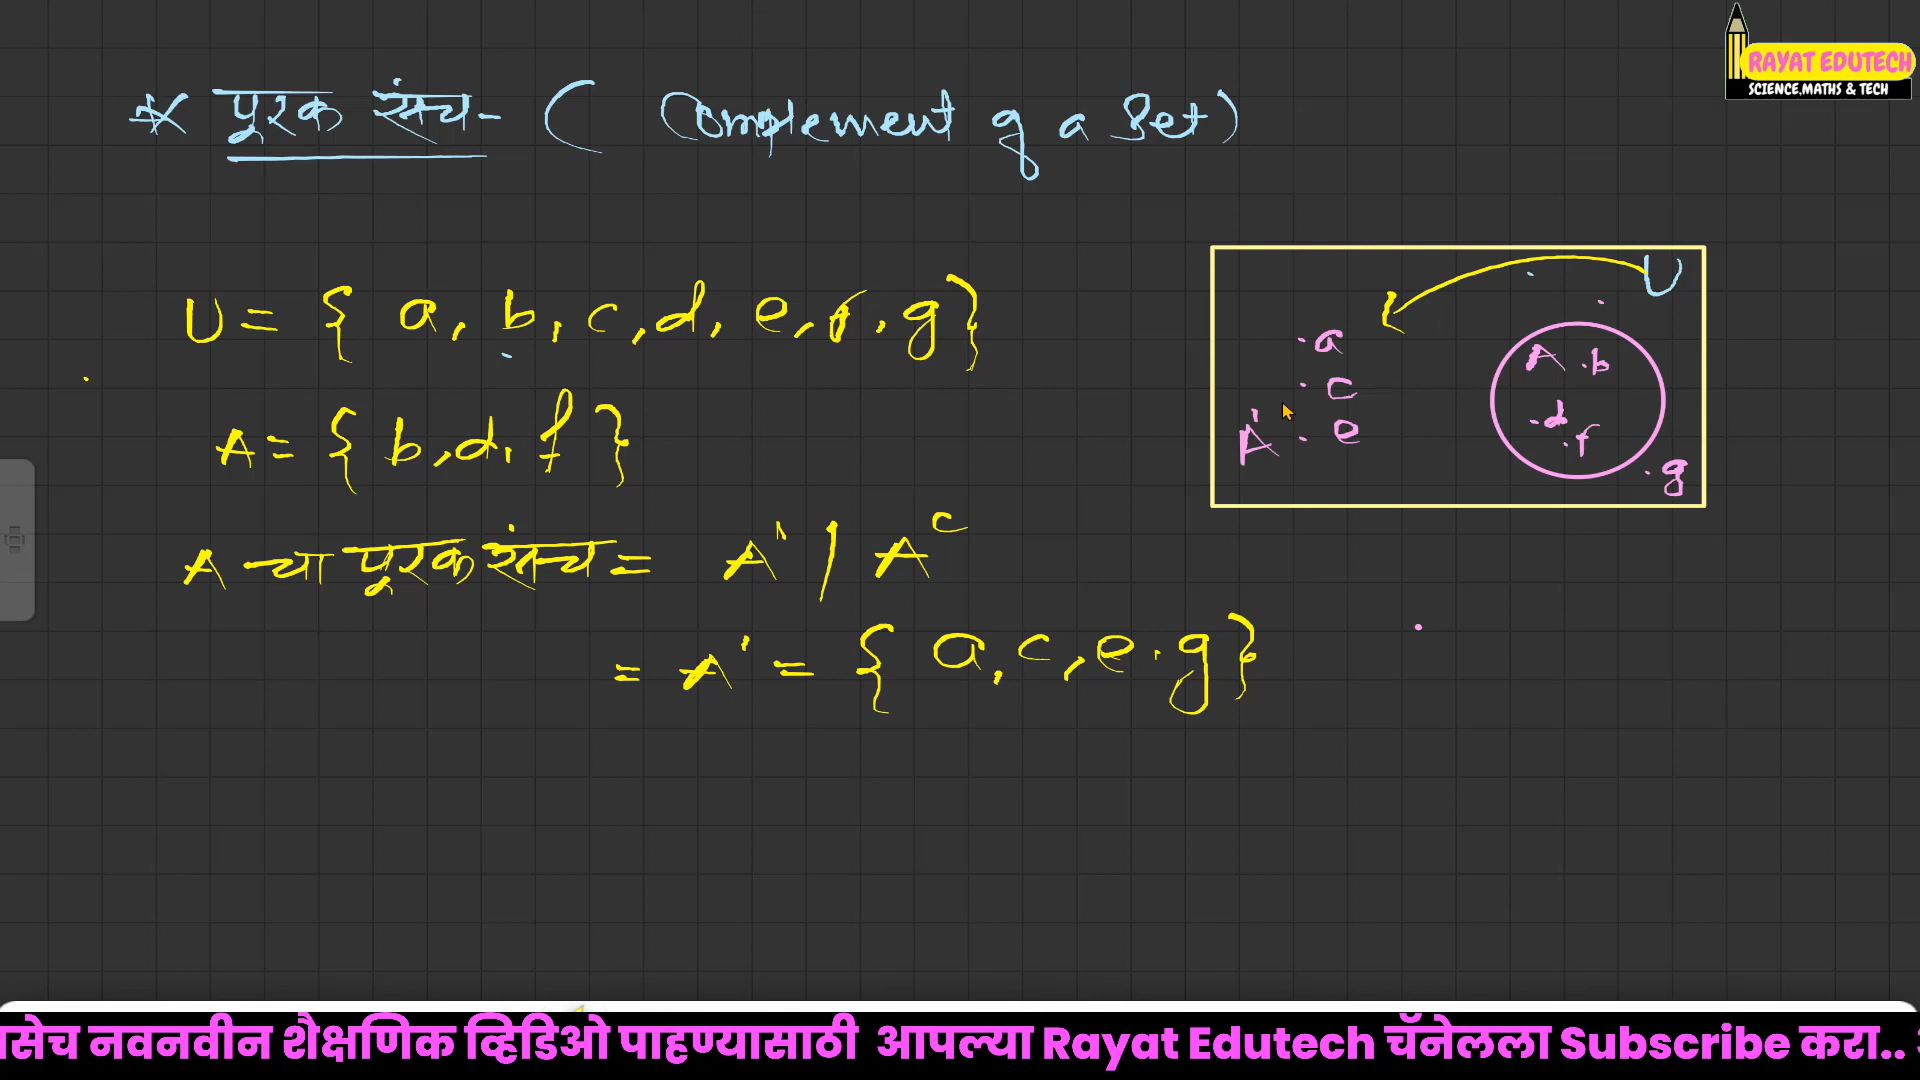 RAYAT EDUTECH
SCIENCE,MATHS & TECH
* पूरक संच - ( Complement of a Set )
U = { a, b, c, d, e, f, g }
A = { b, d, f }
A चा पूरक संच = A' / Aᶜ
= A' = { a, c, e, g }
U
.a
.c
A' . e
A .b
.d
.f
.g
सेच नवनवीन शैक्षणिक व्हिडिओ पाहण्यासाठी आपल्या Rayat Edutech चॅनेलला Subscribe करा..